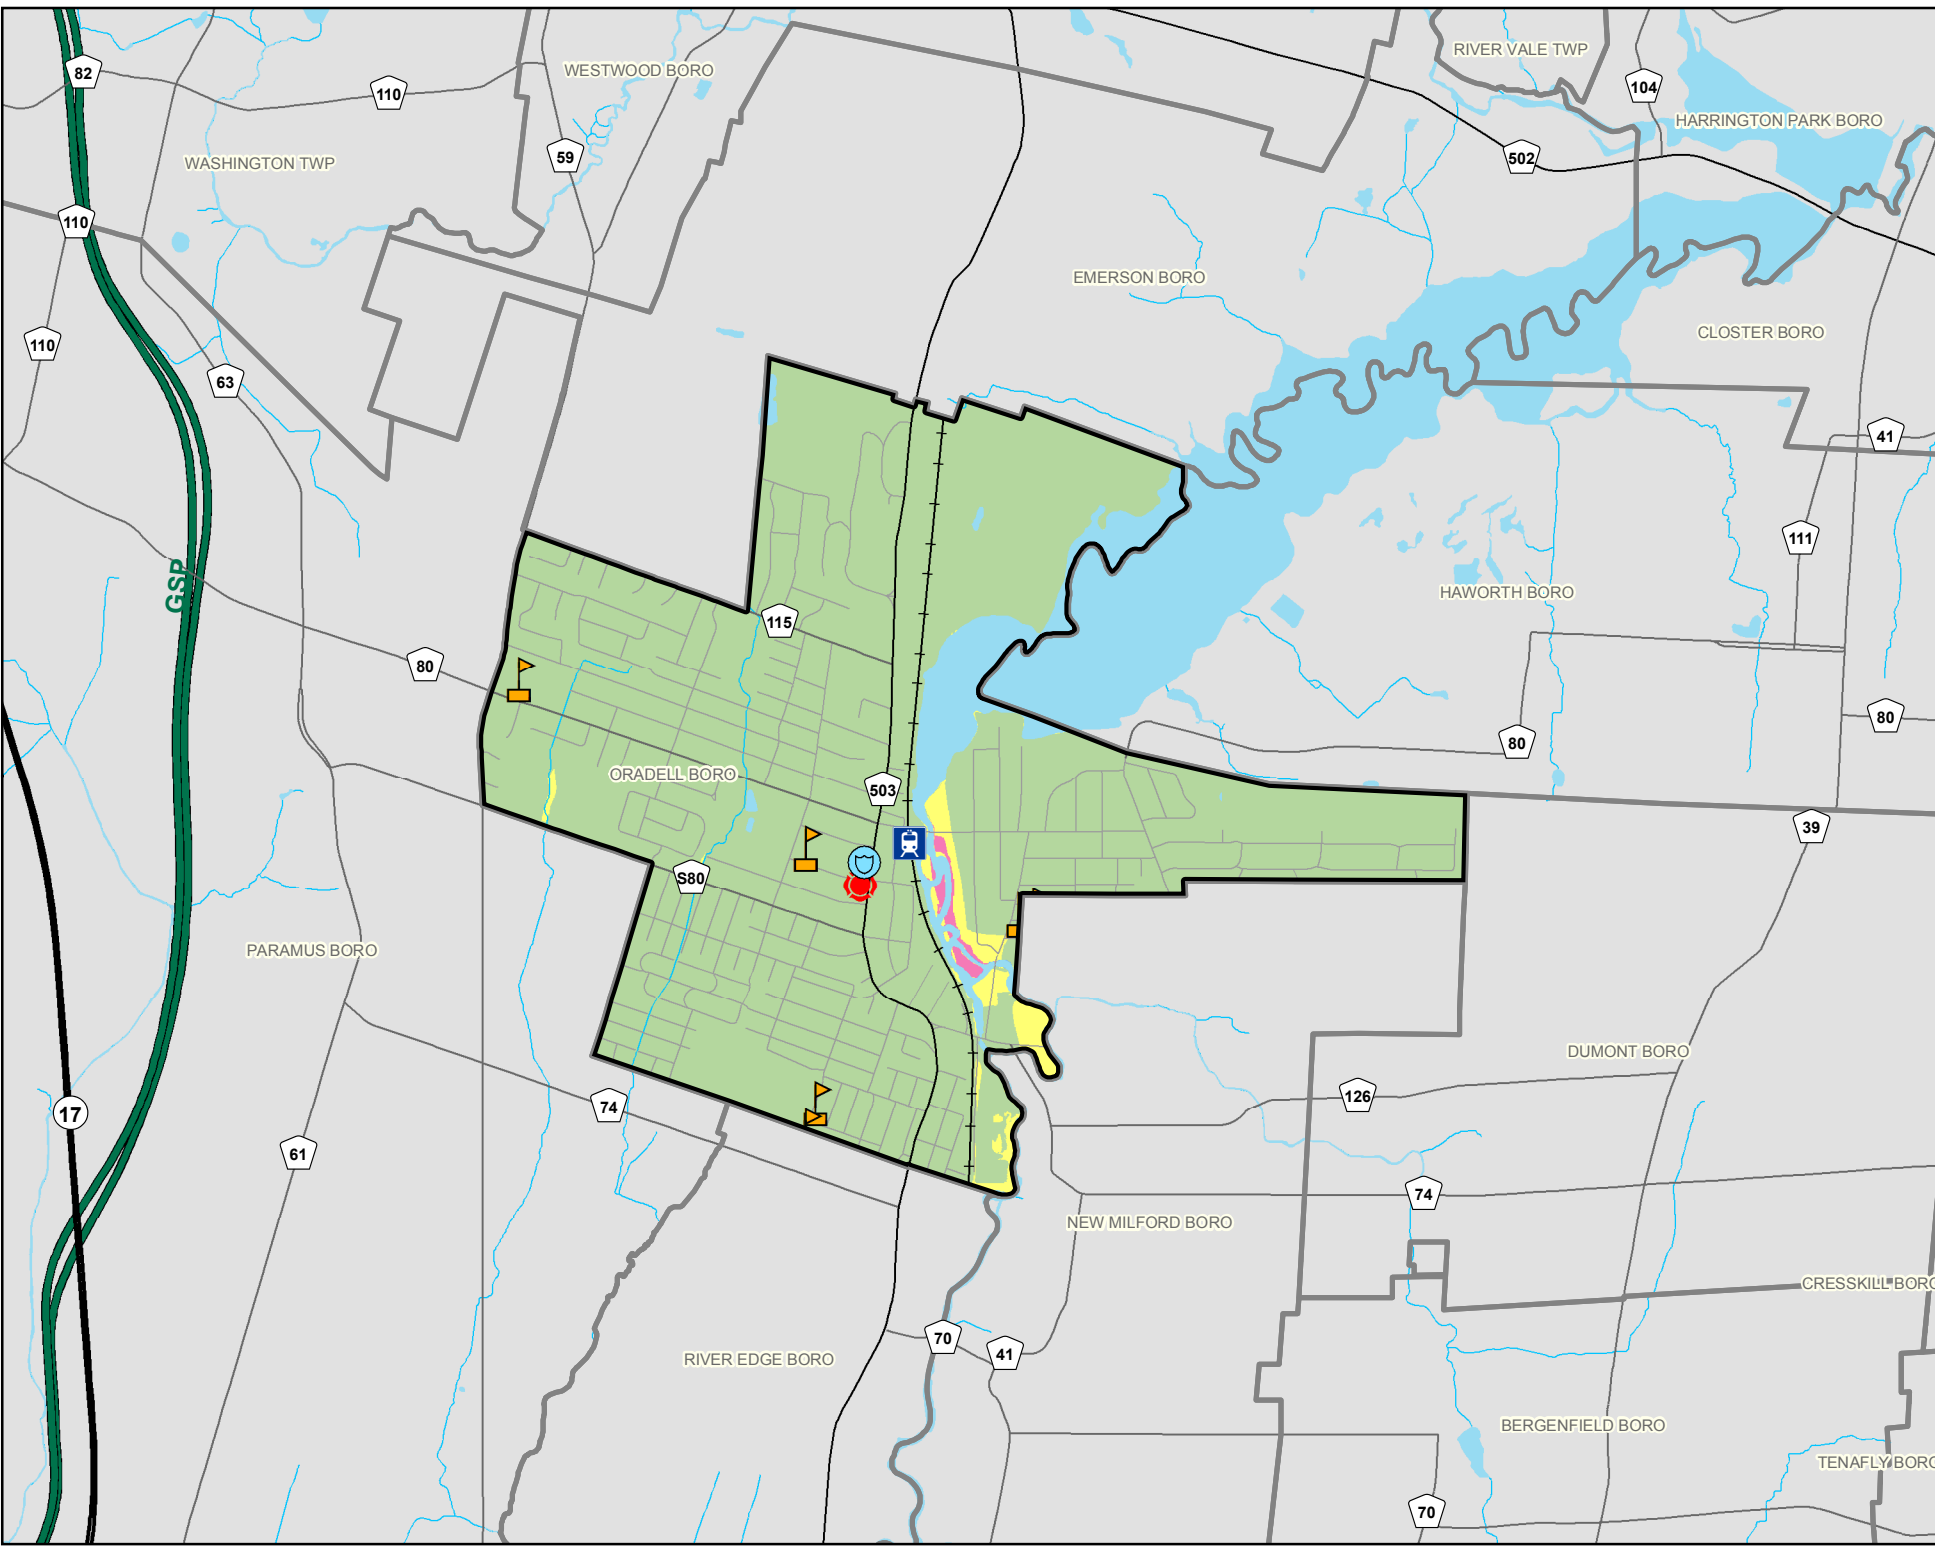 RIVER VALE TWP
82
WESTWOOD BORO
104
110
HARRINGTON PARK BORO
59
502
WASHINGTON TWP
110
EMERSON BORO
CLOSTER BORO
110
63
41
111
GSP
HAWORTH BORO
115
80
80
80
ORADELL BORO
503
39
S80
PARAMUS BORO
DUMONT BORO
126
74
17
61
74
NEW MILFORD BORO
CRESSKILL BORO
70
41
RIVER EDGE BORO
BERGENFIELD BORO
TENAFLY BORO
70